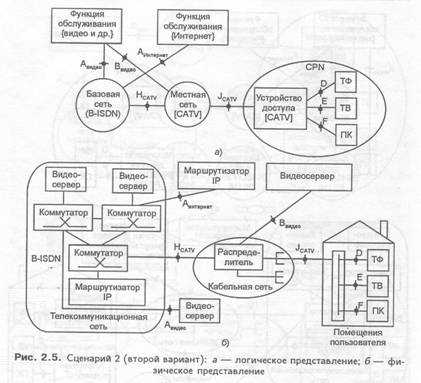 Функция
обслуживания
{видео и др.}
Функция
обслуживания
{Интернет}
AИнтернет
Aвидео
Bвидео
Базовая
сеть
(B-ISDN)
HCATV
Местная
сеть
[CATV]
JCATV
CPN
Устройство
доступа
[CATV]
D
ТФ
E
ТВ
F
ПК
а)
Видео-
сервер
Видео-
сервер
Маршрутизатор
IP
Видеосервер
Коммутатор
Коммутатор
Aинтернет
Bвидео
B-ISDN
Коммутатор
HCATV
Распреде-
литель
JCATV
D
ТФ
E
ТВ
F
ПК
Маршрутизатор
IP
Кабельная сеть
Телекоммуникационная
сеть
Видео-
сервер
Aвидео
Помещения
пользователя
б)
Рис. 2.5. Сценарий 2 (второй вариант): а — логическое представление; б — фи-
зическое представление